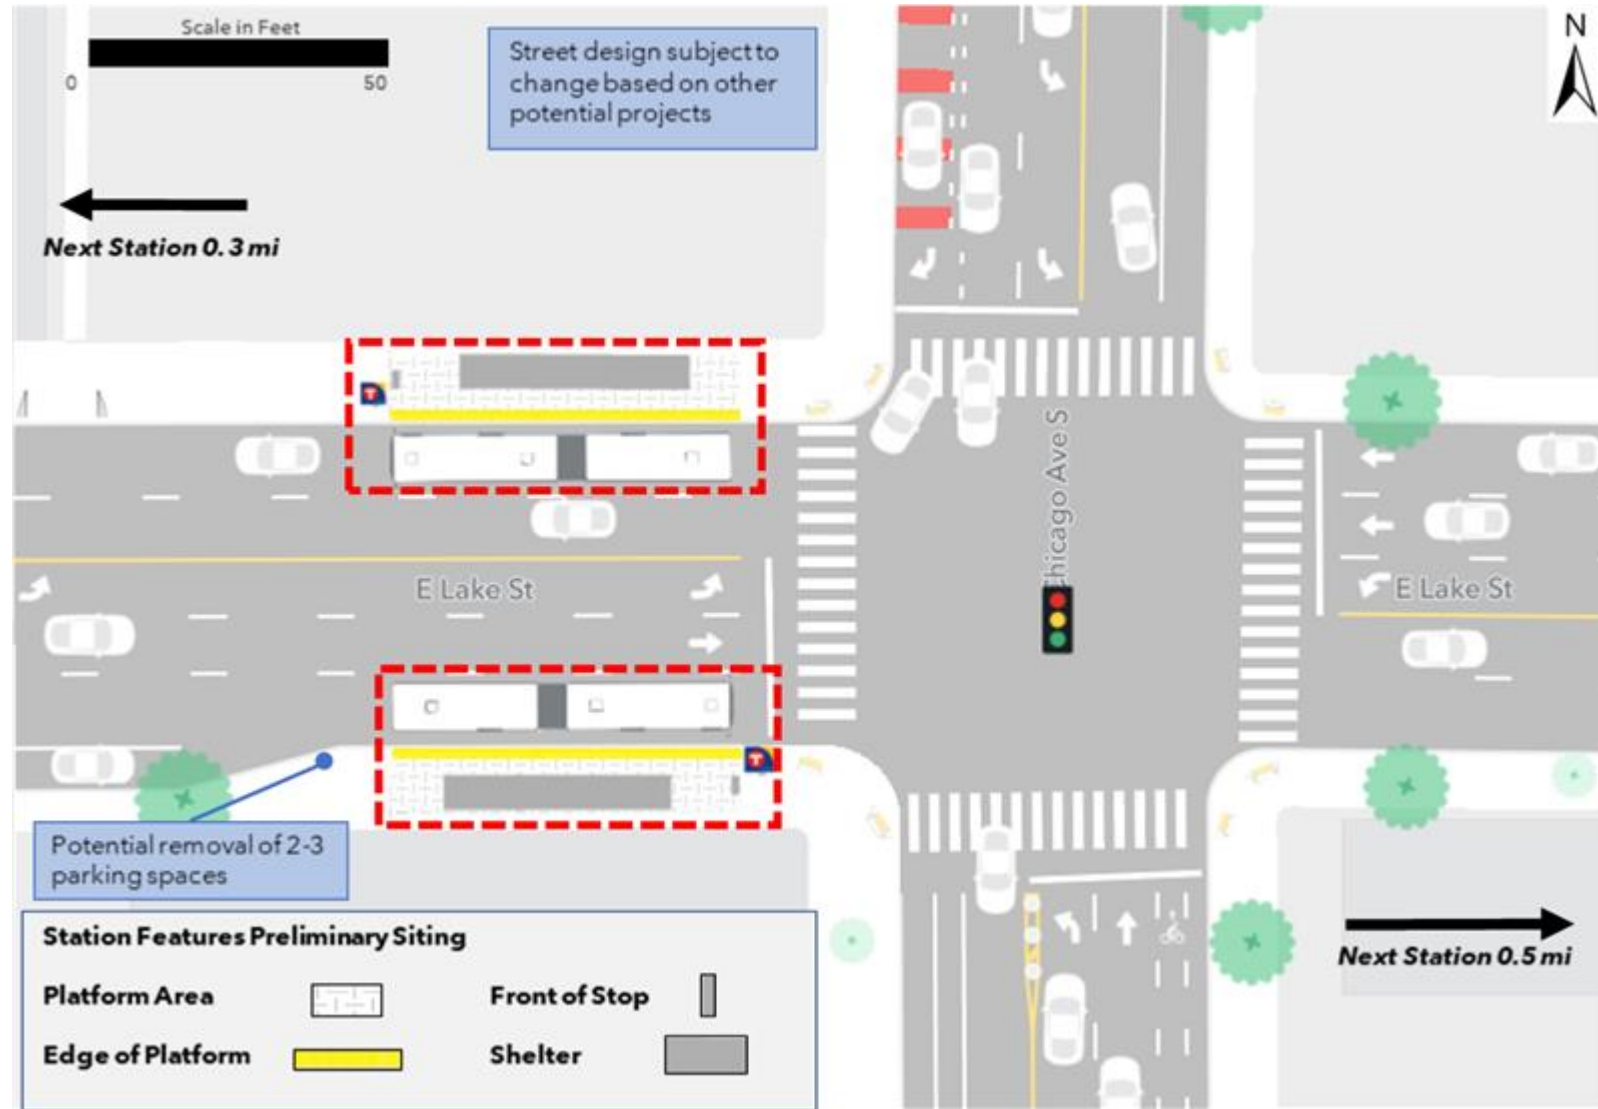 Scale in Feet
0
50
Street design subject to
change based on other
potential projects
N
Next Station 0.3 mi
T
Chicago Ave S
E Lake St
E Lake St
T
Potential removal of 2-3
parking spaces
Next Station 0.5 mi
Station Features Preliminary Siting
Platform Area
Front of Stop
Edge of Platform
Shelter